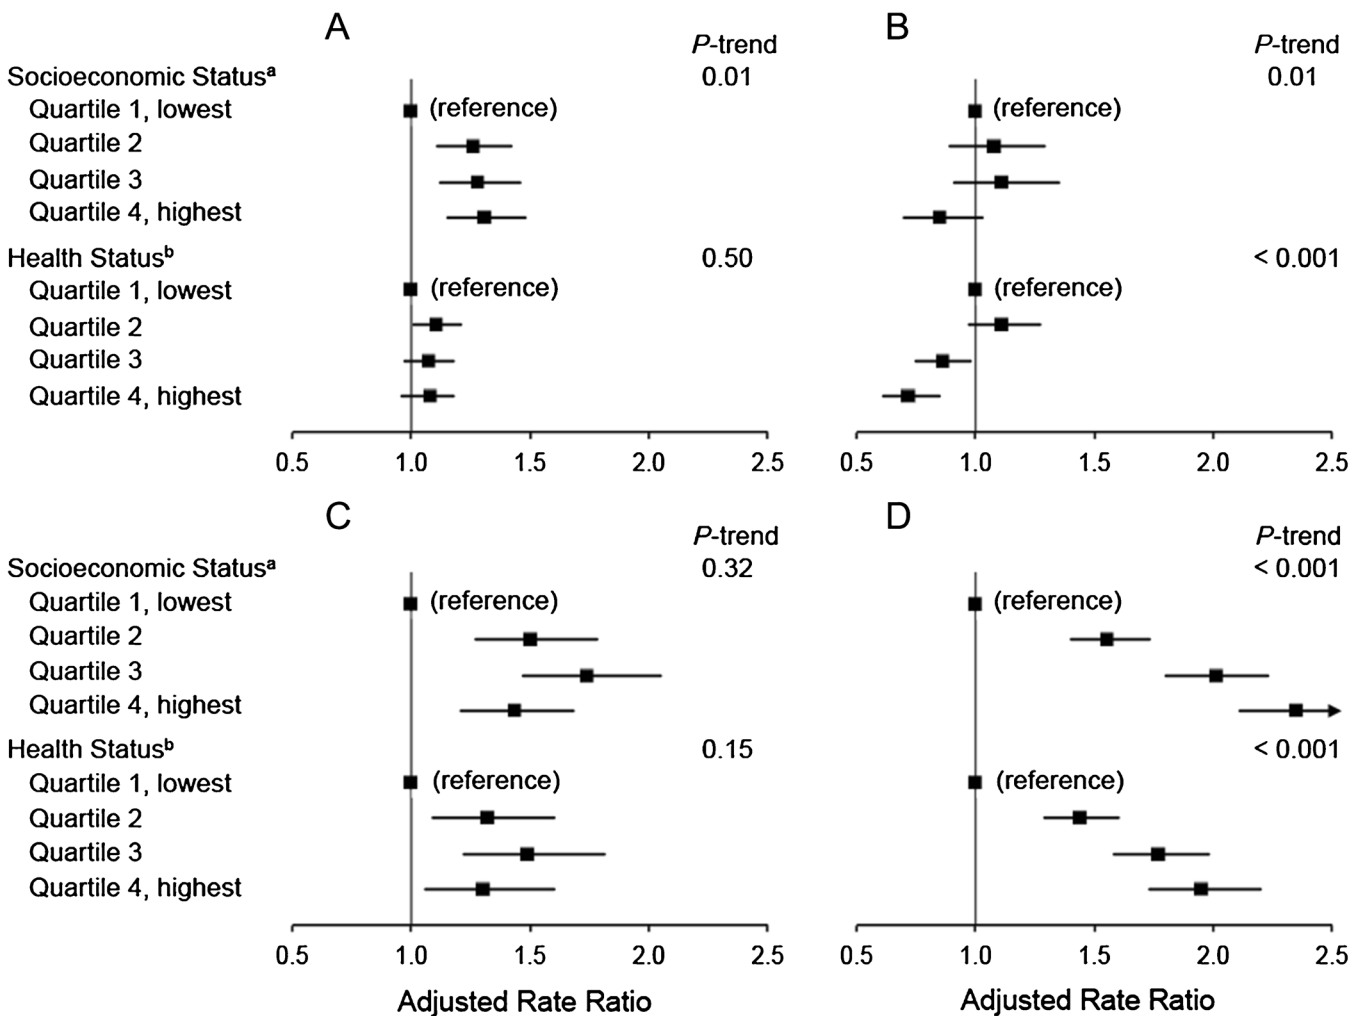 A
P-trend
Socioeconomic Statusᵃ 0.01
Quartile 1, lowest (reference)
Quartile 2
Quartile 3
Quartile 4, highest
Health Statusᵇ 0.50
Quartile 1, lowest (reference)
Quartile 2
Quartile 3
Quartile 4, highest
0.5 1.0 1.5 2.0 2.5
B
P-trend
0.01
(reference)
< 0.001
(reference)
0.5 1.0 1.5 2.0 2.5
C
P-trend
Socioeconomic Statusᵃ 0.32
Quartile 1, lowest (reference)
Quartile 2
Quartile 3
Quartile 4, highest
Health Statusᵇ 0.15
Quartile 1, lowest (reference)
Quartile 2
Quartile 3
Quartile 4, highest
0.5 1.0 1.5 2.0 2.5
Adjusted Rate Ratio
D
P-trend
< 0.001
(reference)
< 0.001
(reference)
0.5 1.0 1.5 2.0 2.5
Adjusted Rate Ratio